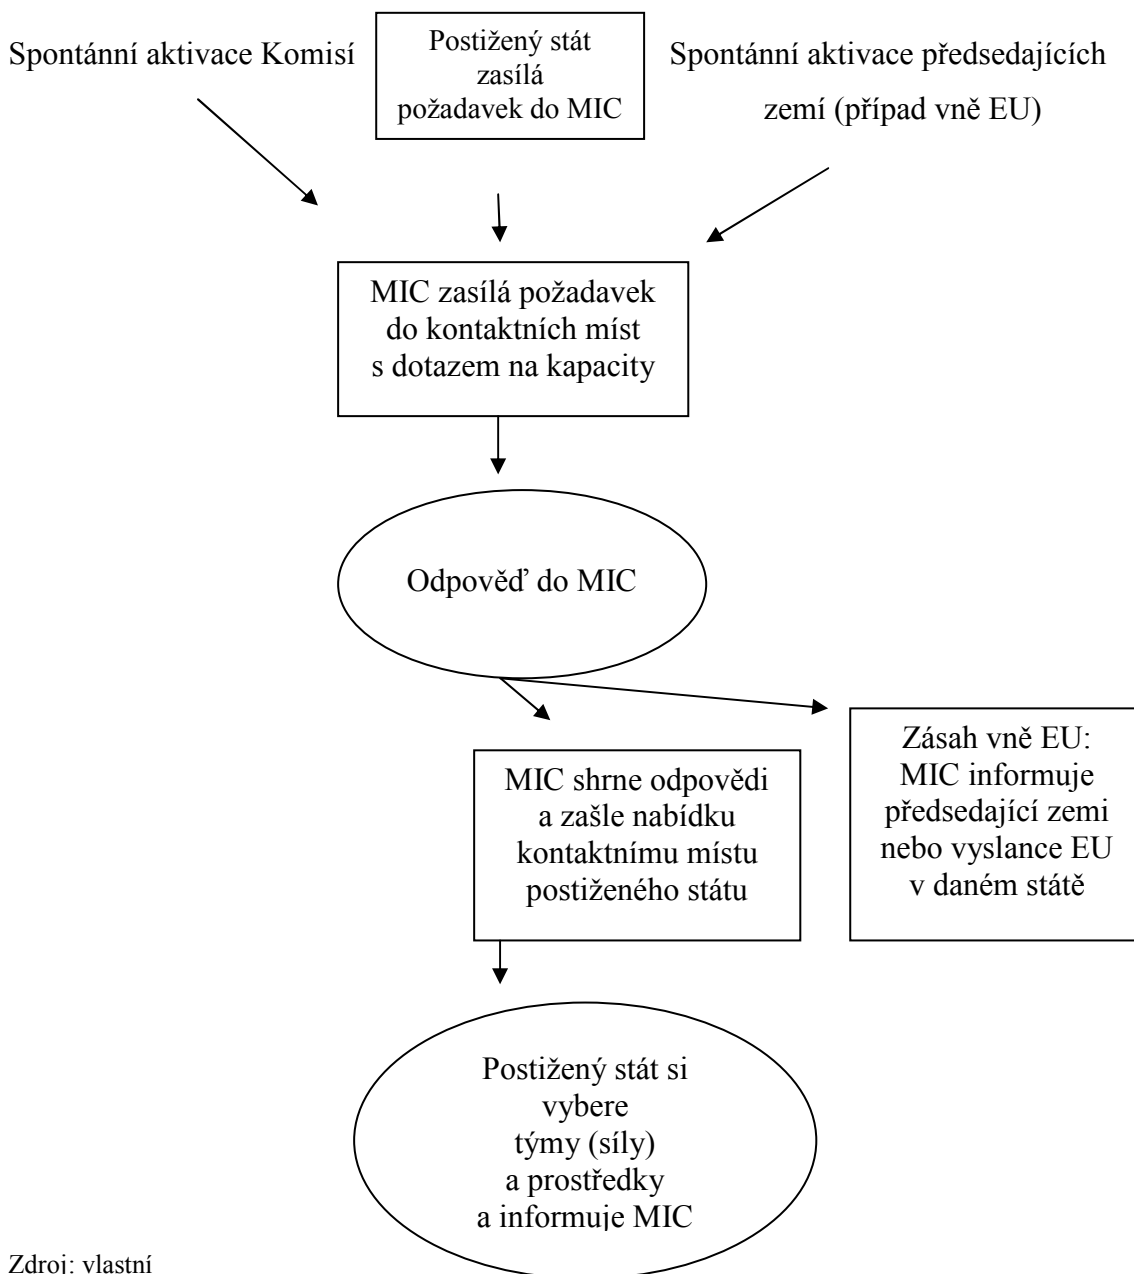 Spontánní aktivace Komisí
Postižený stát
zasílá
požadavek do MIC
Spontánní aktivace předsedajících
zemí (případ vně EU)
MIC zasílá požadavek
do kontaktních míst
s dotazem na kapacity
Odpověď do MIC
MIC shrne odpovědi
a zašle nabídku
kontaktnímu místu
postiženého státu
Zásah vně EU:
MIC informuje
předsedající zemi
nebo vyslance EU
v daném státě
Postižený stát si
vybere
týmy (síly)
a prostředky
a informuje MIC
Zdroj: vlastní